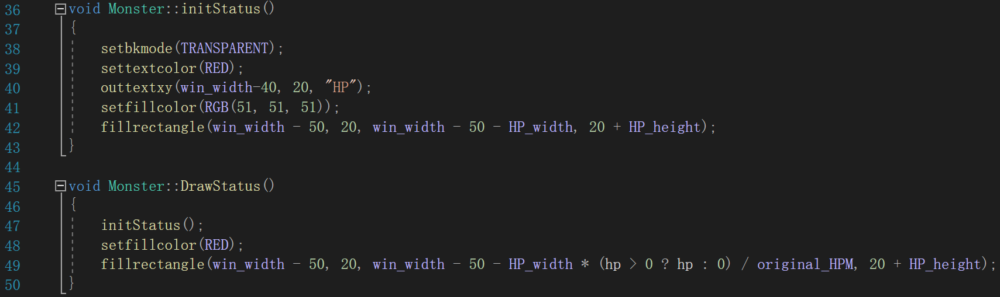 36 void Monster::initStatus()
37 {
38 setbkmode(TRANSPARENT);
39 settextcolor(RED);
40 outtextxy(win_width-40, 20, "HP");
41 setfillcolor(RGB(51, 51, 51));
42 fillrectangle(win_width - 50, 20, win_width - 50 - HP_width, 20 + HP_height);
43 }
44
45 void Monster::DrawStatus()
46 {
47 initStatus();
48 setfillcolor(RED);
49 fillrectangle(win_width - 50, 20, win_width - 50 - HP_width * (hp > 0 ? hp : 0) / original_HPM, 20 + HP_height);
50 }